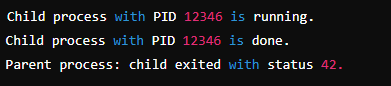 Child process with PID 12346 is running.
Child process with PID 12346 is done.
Parent process: child exited with status 42.